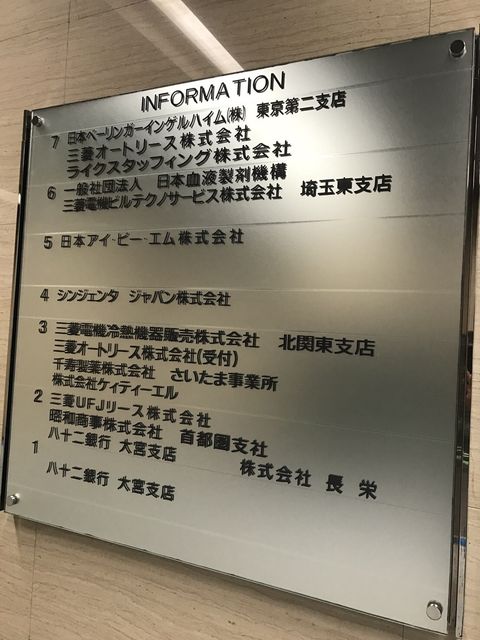 INFORMATION
7 日本ベーリンガーインゲルハイム(株) 東京第二支店
三菱オートリース株式会社
ライクスタッフィング株式会社
6 一般社団法人 日本血液製剤機構
三菱電機ビルテクノサービス株式会社 埼玉東支店
5 日本アイ・ビー・エム株式会社
4 シンジェンタ ジャパン株式会社
3 三菱電機冷熱機器販売株式会社 北関東支店
三菱オートリース株式会社(受付)
千寿製薬株式会社 さいたま事業所
株式会社ケイティーエル
2 三菱UFJリース株式会社
昭和商事株式会社 首都圏支社
八十二銀行 大宮支店 株式会社 長栄
1 八十二銀行 大宮支店